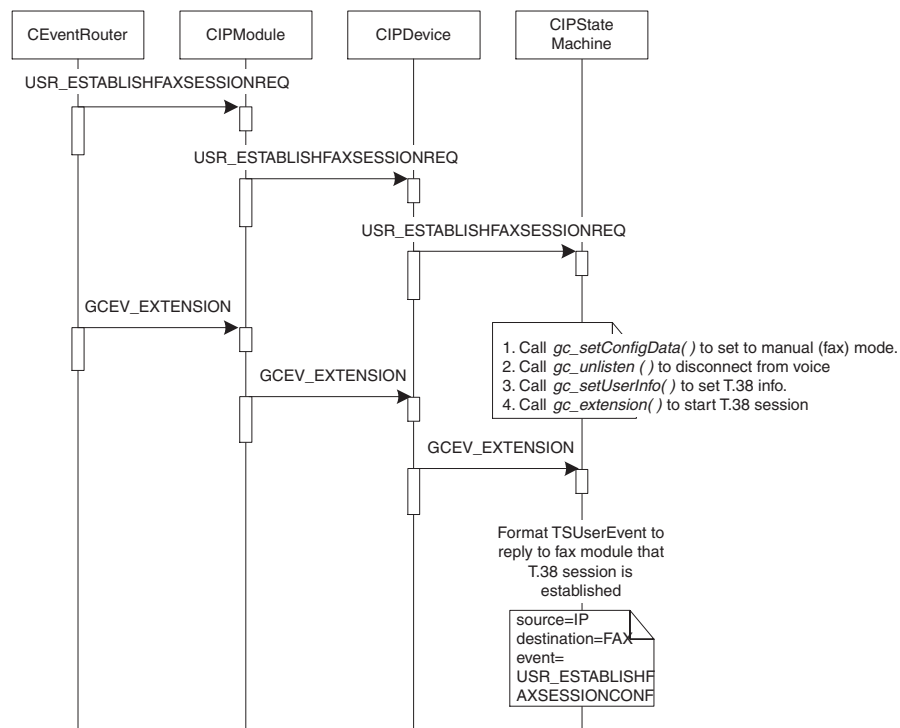 CEventRouter
CIPModule
CIPDevice
CIPState
Machine
USR_ESTABLISHFAXSESSIONREQ
USR_ESTABLISHFAXSESSIONREQ
USR_ESTABLISHFAXSESSIONREQ
GCEV_EXTENSION
1. Call gc_setConfigData( ) to set to manual (fax) mode.
2. Call gc_unlisten ( ) to disconnect from voice
3. Call gc_setUserInfo( ) to set T.38 info.
4. Call gc_extension( ) to start T.38 session
GCEV_EXTENSION
GCEV_EXTENSION
Format TSUserEvent to
reply to fax module that
T.38 session is
established
source=IP
destination=FAX
event=
USR_ESTABLISHF
AXSESSIONCONF